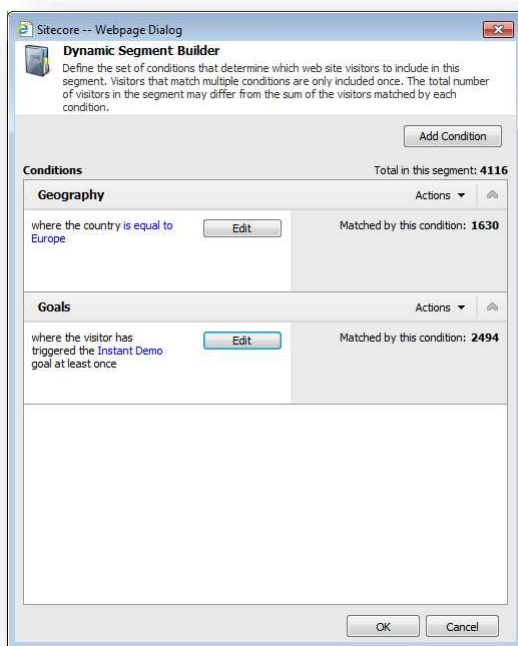 Sitecore -- Webpage Dialog
Dynamic Segment Builder
Define the set of conditions that determine which web site visitors to include in this
segment. Visitors that match multiple conditions are only included once. The total number
of visitors in the segment may differ from the sum of the visitors matched by each
condition.
Add Condition
Conditions Total in this segment: 4116
Geography Actions
where the country is equal to Edit Matched by this condition: 1630
Europe
Goals Actions
where the visitor has Edit Matched by this condition: 2494
triggered the Instant Demo
goal at least once
OK Cancel